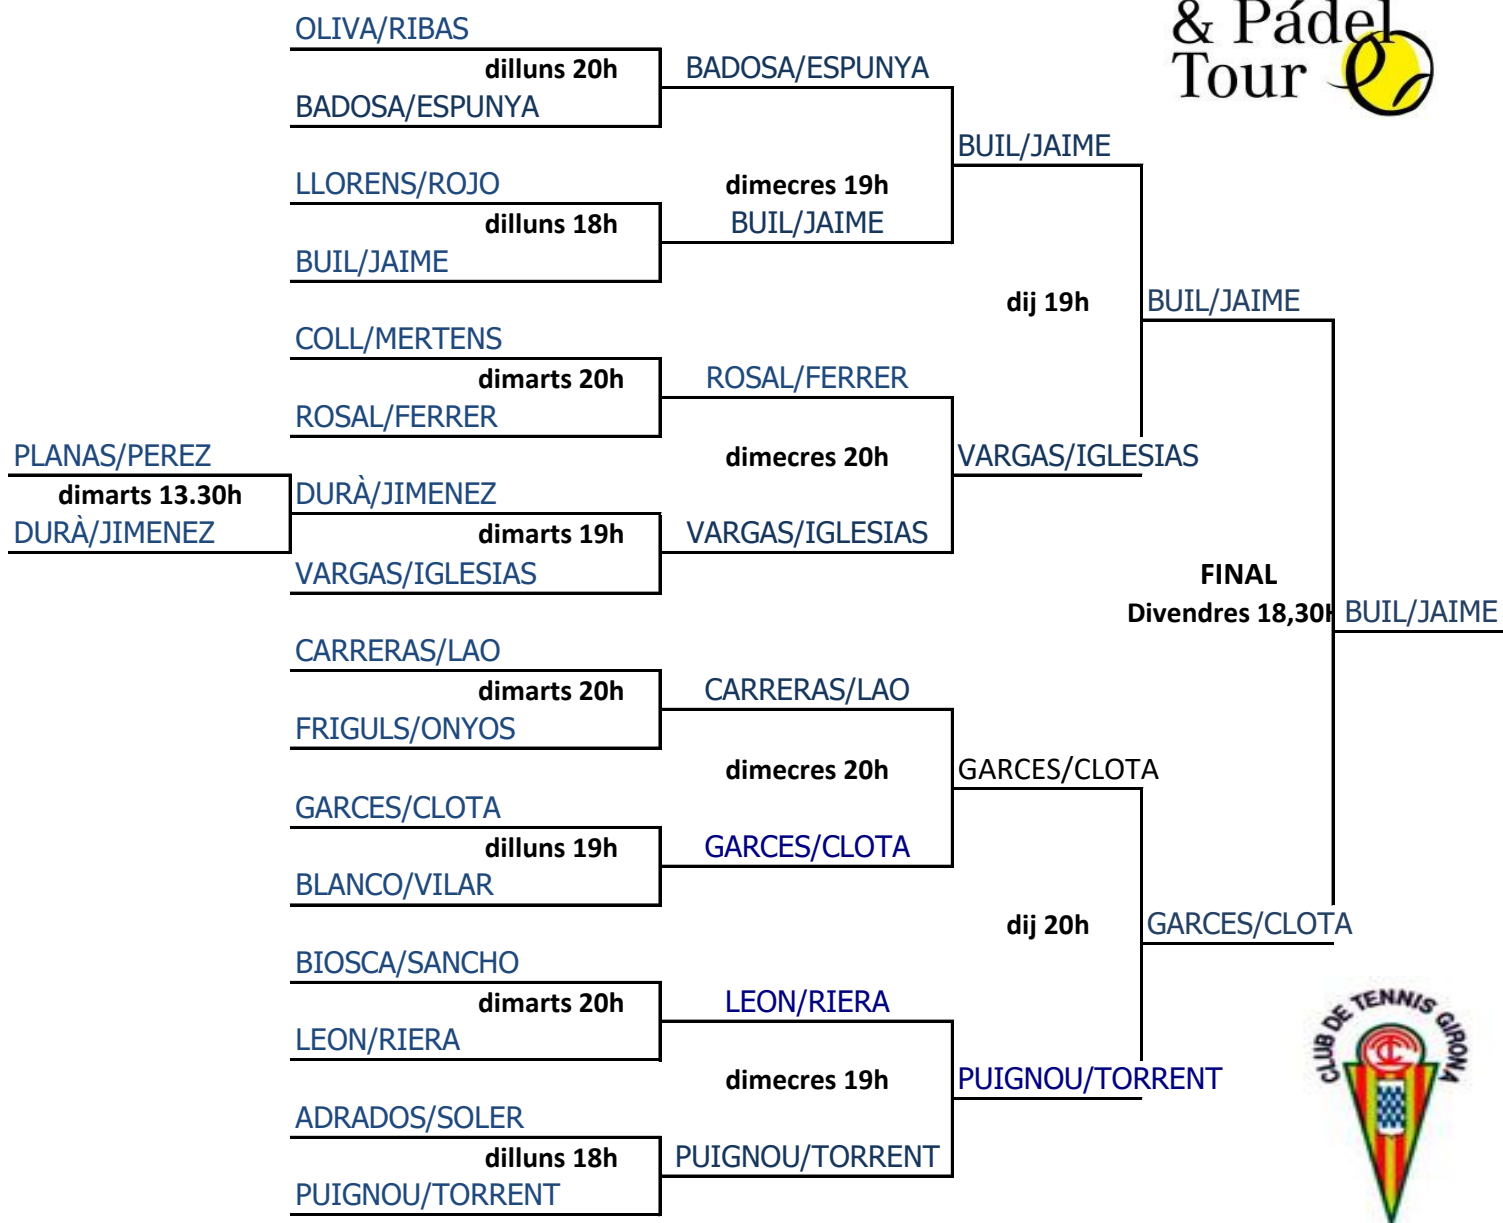 & Pádel
Tour
OLIVA/RIBAS
dilluns 20h
BADOSA/ESPUNYA
BADOSA/ESPUNYA
BUIL/JAIME
LLORENS/ROJO
dimecres 19h
dilluns 18h
BUIL/JAIME
BUIL/JAIME
dij 19h
BUIL/JAIME
COLL/MERTENS
dimarts 20h
ROSAL/FERRER
ROSAL/FERRER
PLANAS/PEREZ
dimecres 20h
VARGAS/IGLESIAS
dimarts 13.30h
DURÀ/JIMENEZ
DURÀ/JIMENEZ
dimarts 19h
VARGAS/IGLESIAS
VARGAS/IGLESIAS
FINAL
Divendres 18,30H
BUIL/JAIME
CARRERAS/LAO
dimarts 20h
CARRERAS/LAO
FRIGULS/ONYOS
dimecres 20h
GARCES/CLOTA
GARCES/CLOTA
dilluns 19h
GARCES/CLOTA
BLANCO/VILAR
dij 20h
GARCES/CLOTA
BIOSCA/SANCHO
dimarts 20h
LEON/RIERA
LEON/RIERA
dimecres 19h
PUIGNOU/TORRENT
ADRADOS/SOLER
dilluns 18h
PUIGNOU/TORRENT
PUIGNOU/TORRENT
CLUB DE TENNIS GIRONA